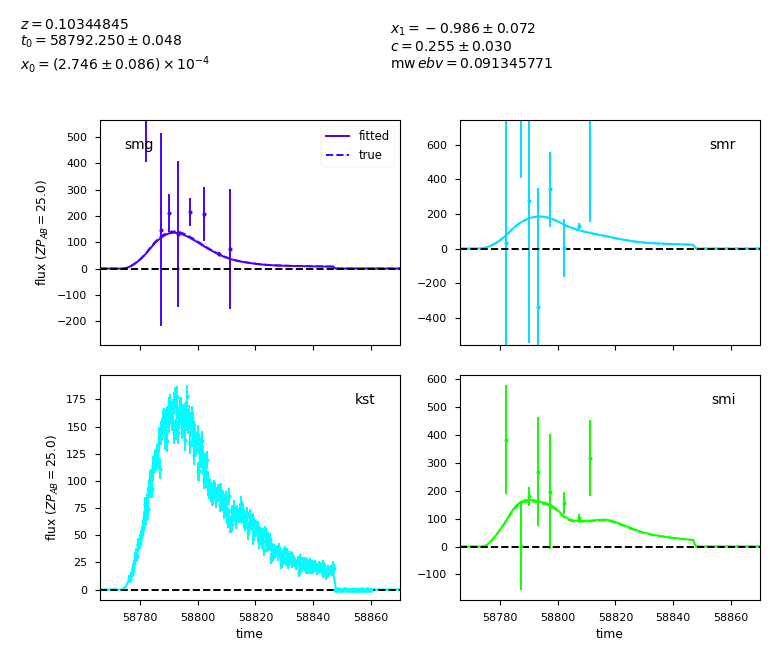 z = 0.10344845
t₀ = 58792.250 ± 0.048
x₀ = (2.746 ± 0.086) × 10⁻⁴
x₁ = −0.986 ± 0.072
c = 0.255 ± 0.030
mw ebv = 0.091345771
smg
fitted
true
500
400
300
200
100
0
−100
−200
flux (ZP_AB = 25.0)
smr
600
400
200
0
−200
−400
kst
175
150
125
100
75
50
25
0
flux (ZP_AB = 25.0)
58780 58800 58820 58840 58860
time
smi
600
500
400
300
200
100
0
−100
58780 58800 58820 58840 58860
time